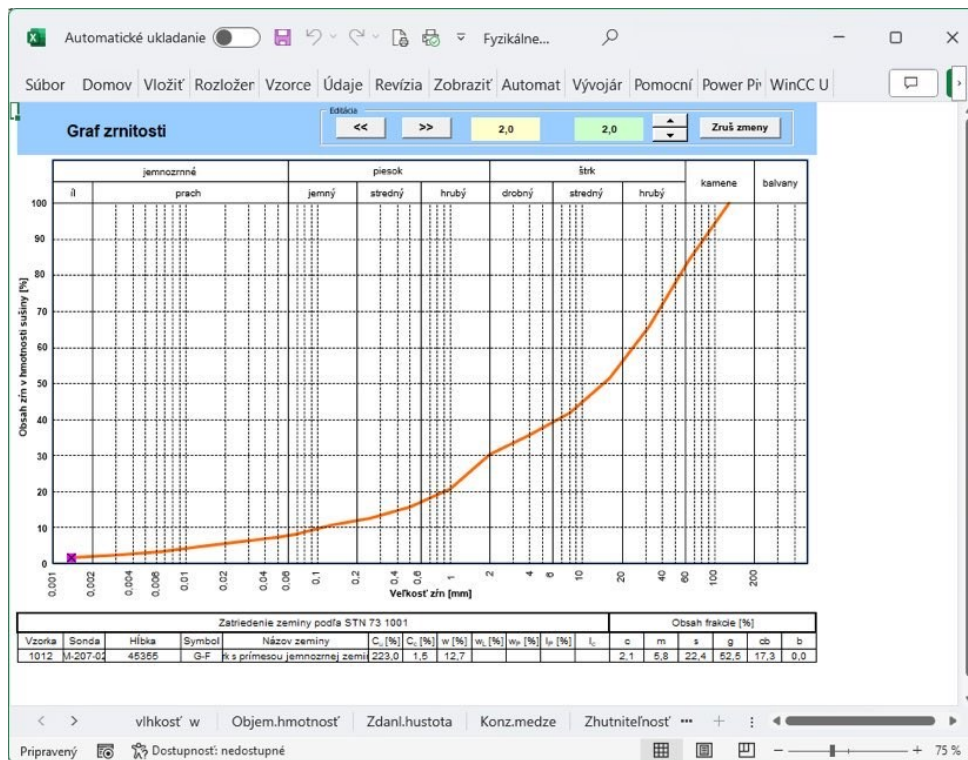 Automatické ukladanie Fyzikálne...
Súbor Domov Vložiť Rozložer Vzorce Údaje Revízia Zobraziť Automat Vývojár Pomocní Power Piv WinCC U
Editácia
Graf zrnitosti << >> 2,0 2,0 Zruš zmeny
jemnozrnné piesok štrk kamene balvany
íl prach jemný stredný hrubý drobný stredný hrubý
Obsah zŕn v hmotnosti sušiny [%]
100
90
80
70
60
50
40
30
20
10
0
0.001 0.002 0.004 0.006 0.01 0.02 0.04 0.06 0.1 0.2 0.4 0.6 1 2 4 6 10 20 40 60 100 200
Veľkosť zŕn [mm]
Zatriedenie zeminy podľa STN 73 1001 Obsah frakcie [%]
Vzorka Sonda Hĺbka Symbol Názov zeminy C [%] C [%] w [%] w [%] w [%] I [%] I c m s g cb b
1012 M-207-02 45355 G-F rk s prímesou jemnozrnej zemi 223,0 1,5 12,7 2,1 5,8 22,4 52,5 17,3 0,0
vlhkosť w Objem.hmotnosť Zdanl.hustota Konz.medze Zhutniteľnosť ...
Pripravený Dostupnosť: nedostupné 75 %